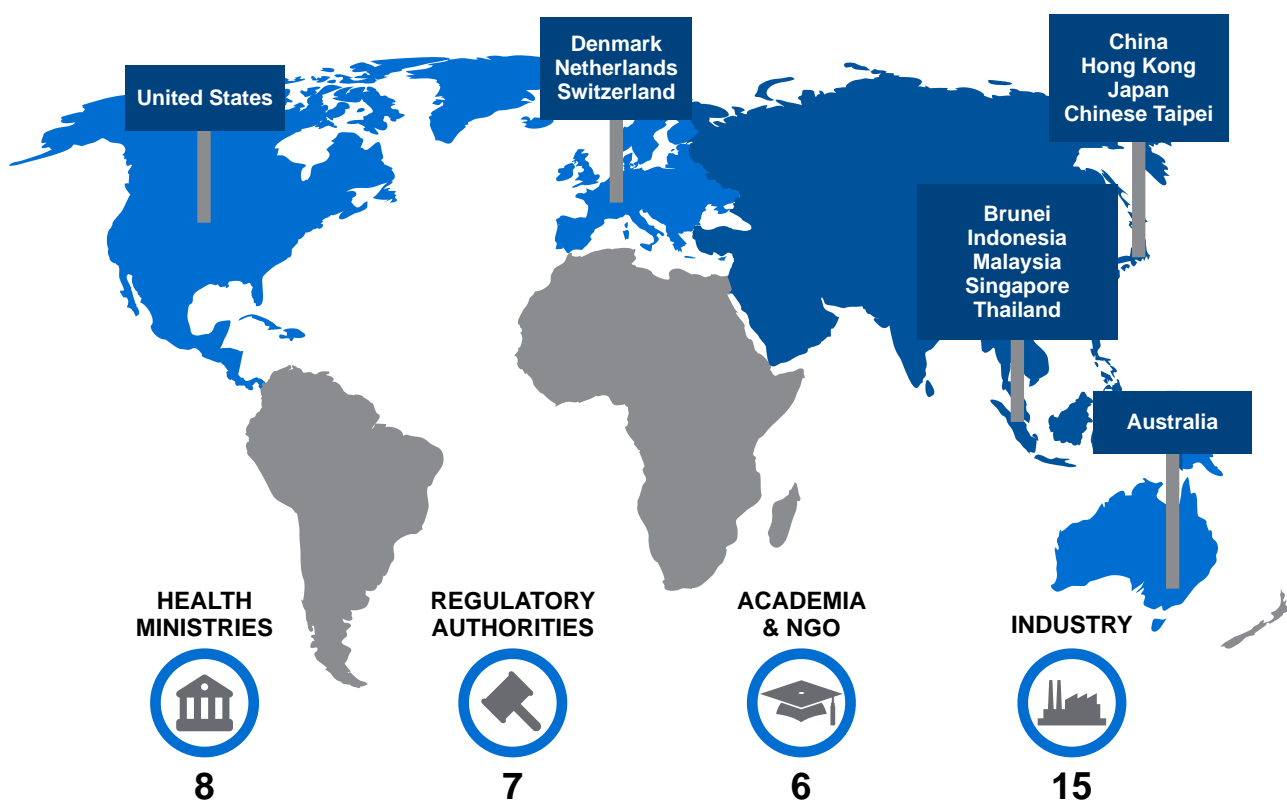 United States
Denmark
Netherlands
Switzerland
China
Hong Kong
Japan
Chinese Taipei
Brunei
Indonesia
Malaysia
Singapore
Thailand
Australia
HEALTH
MINISTRIES
8
REGULATORY
AUTHORITIES
7
ACADEMIA
& NGO
6
INDUSTRY
15